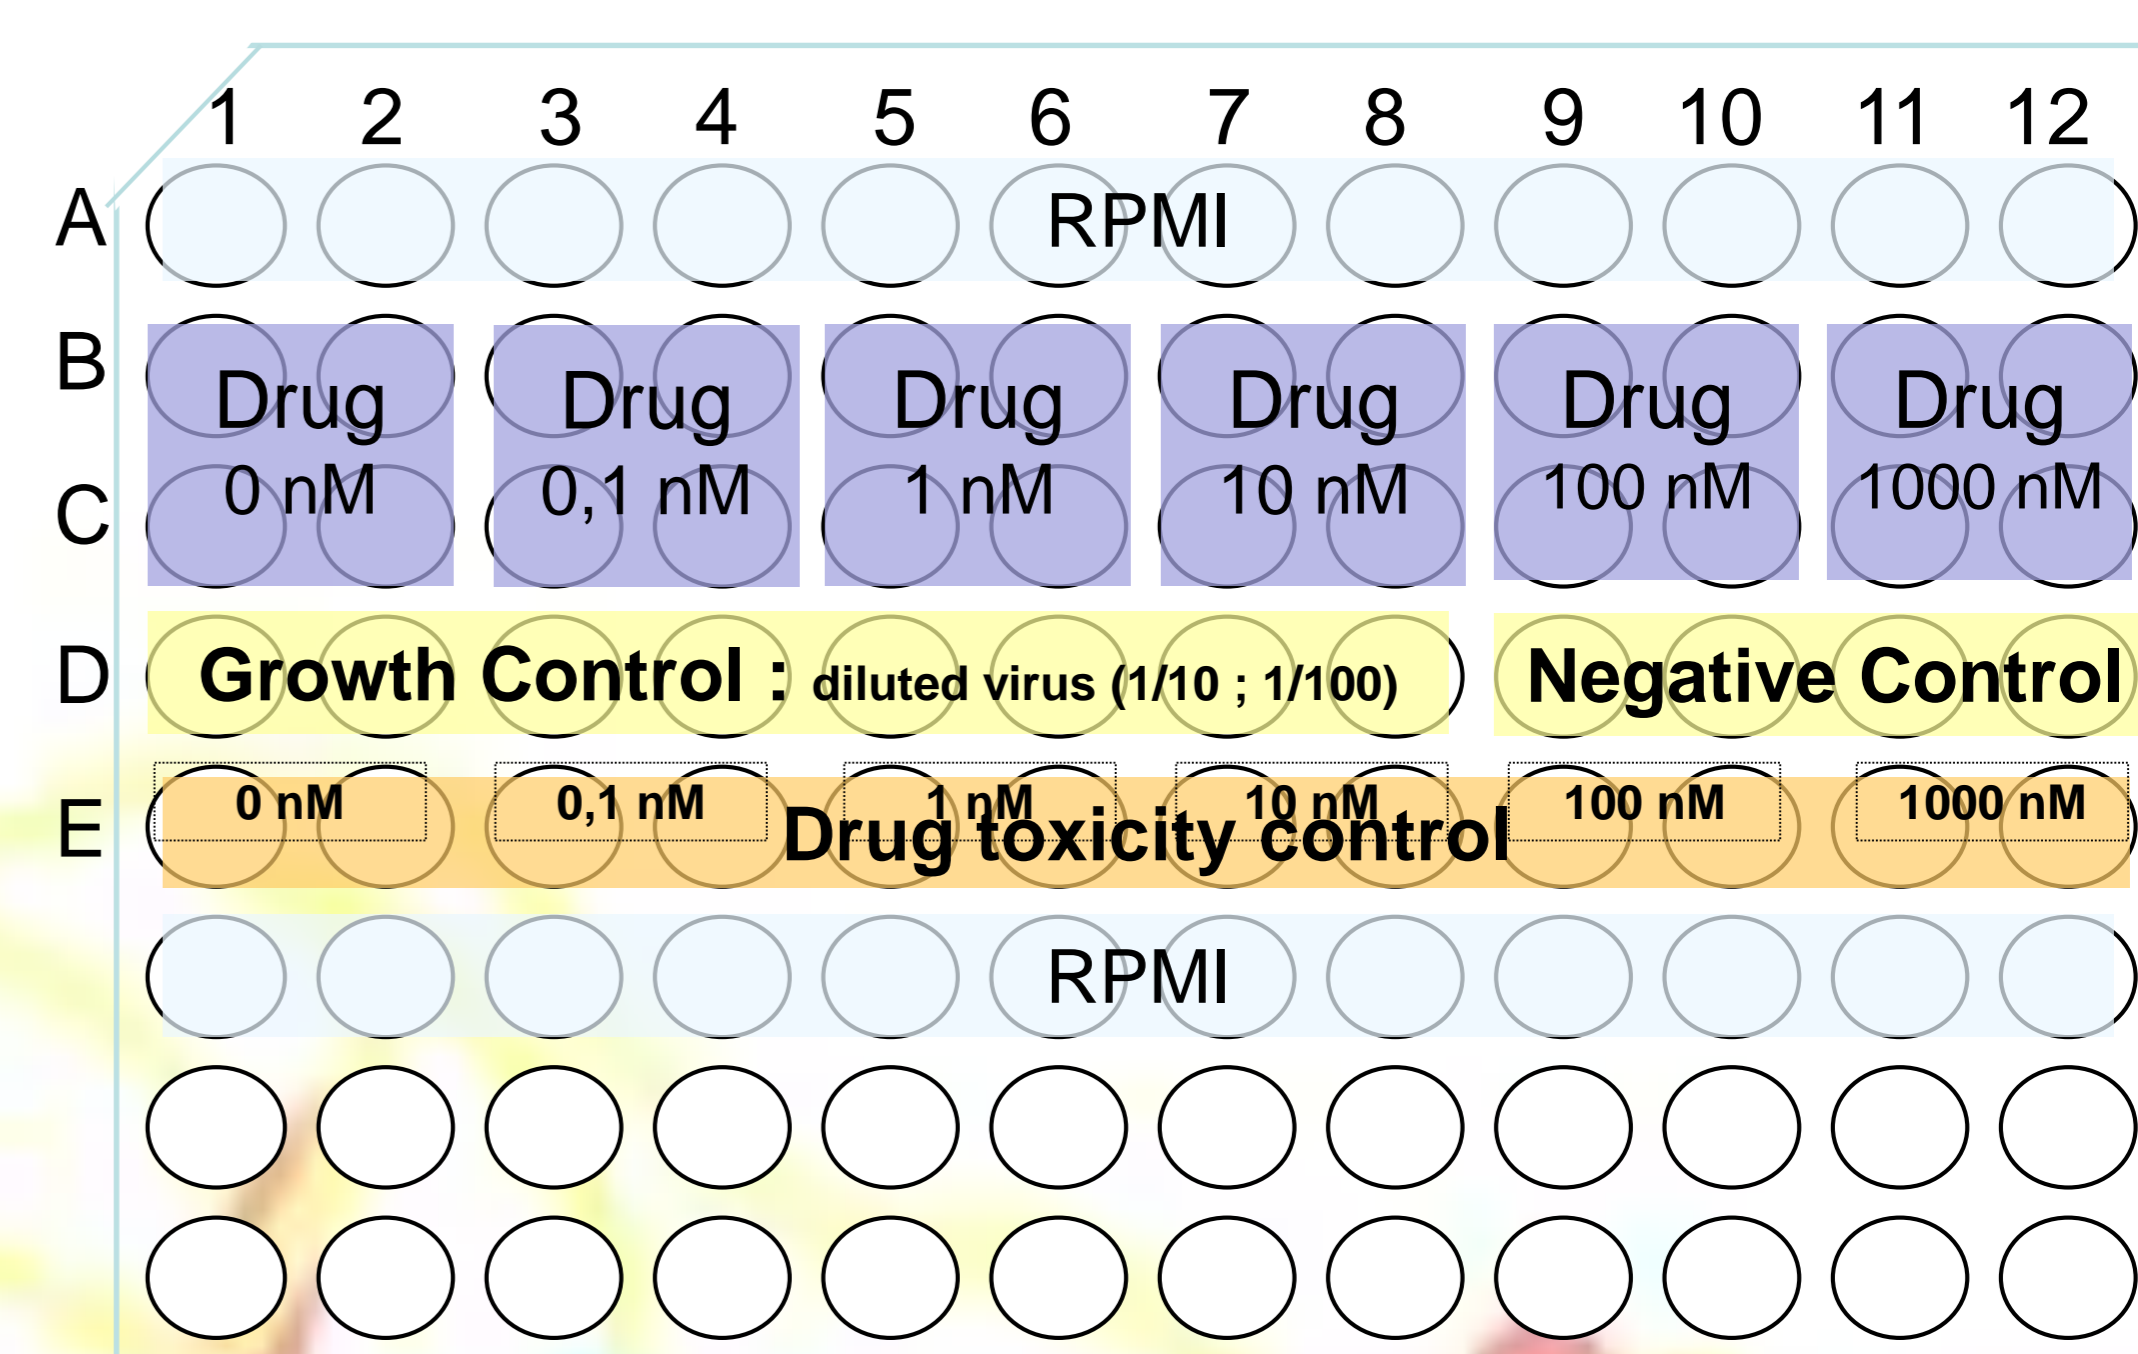 1 2 3 4 5 6 7 8 9 10 11 12
A RPMI
B Drug Drug Drug Drug Drug Drug
C 0 nM 0,1 nM 1 nM 10 nM 100 nM 1000 nM
D Growth Control : diluted virus (1/10 ; 1/100) Negative Control
0 nM 0,1 nM 1 nM 10 nM 100 nM 1000 nM
E Drug toxicity control
RPMI